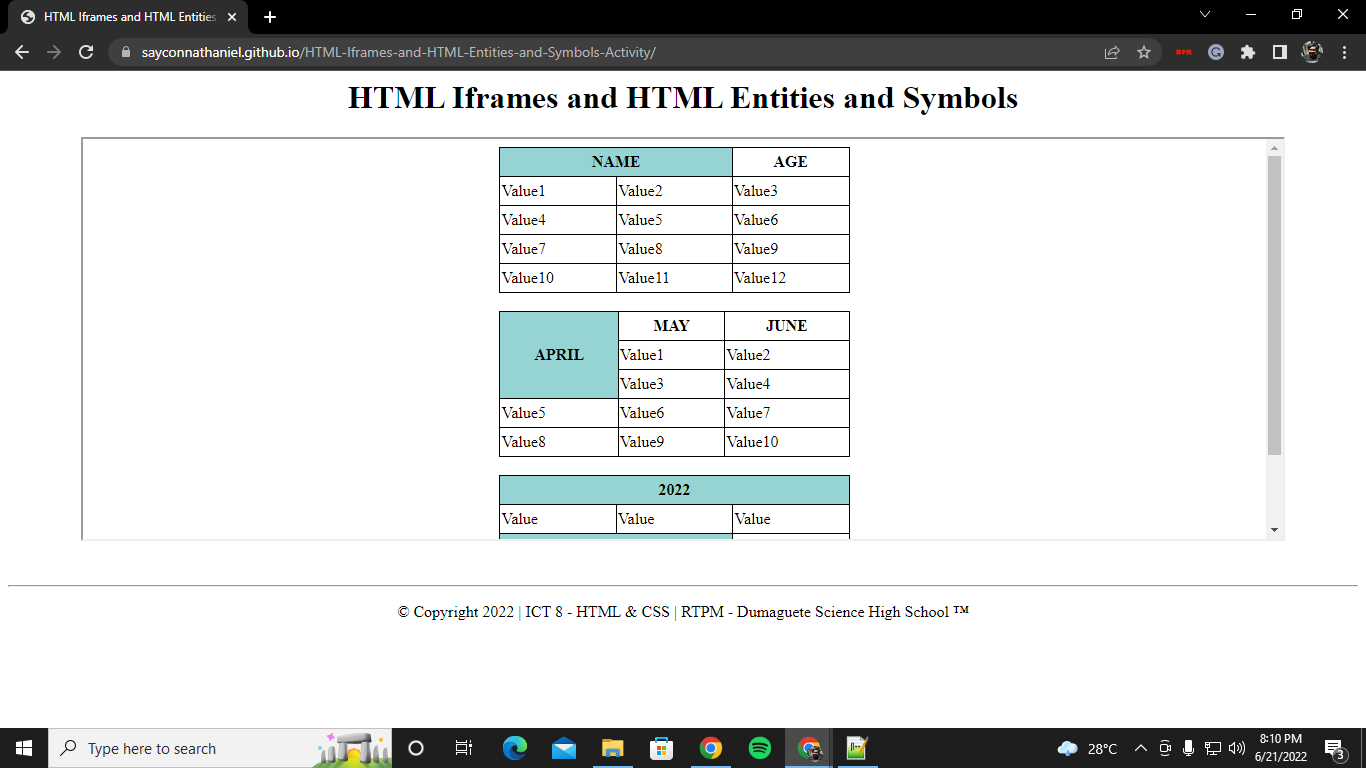 HTML Iframes and HTML Entities
sayconnathaniel.github.io/HTML-Iframes-and-HTML-Entities-and-Symbols-Activity/
HTML Iframes and HTML Entities and Symbols
NAME AGE
Value1 Value2 Value3
Value4 Value5 Value6
Value7 Value8 Value9
Value10 Value11 Value12
APRIL MAY JUNE
Value1 Value2
Value3 Value4
Value5 Value6 Value7
Value8 Value9 Value10
2022
Value Value Value
© Copyright 2022 | ICT 8 - HTML & CSS | RTPM - Dumaguete Science High School ™
Type here to search
28°C
8:10 PM
6/21/2022
3